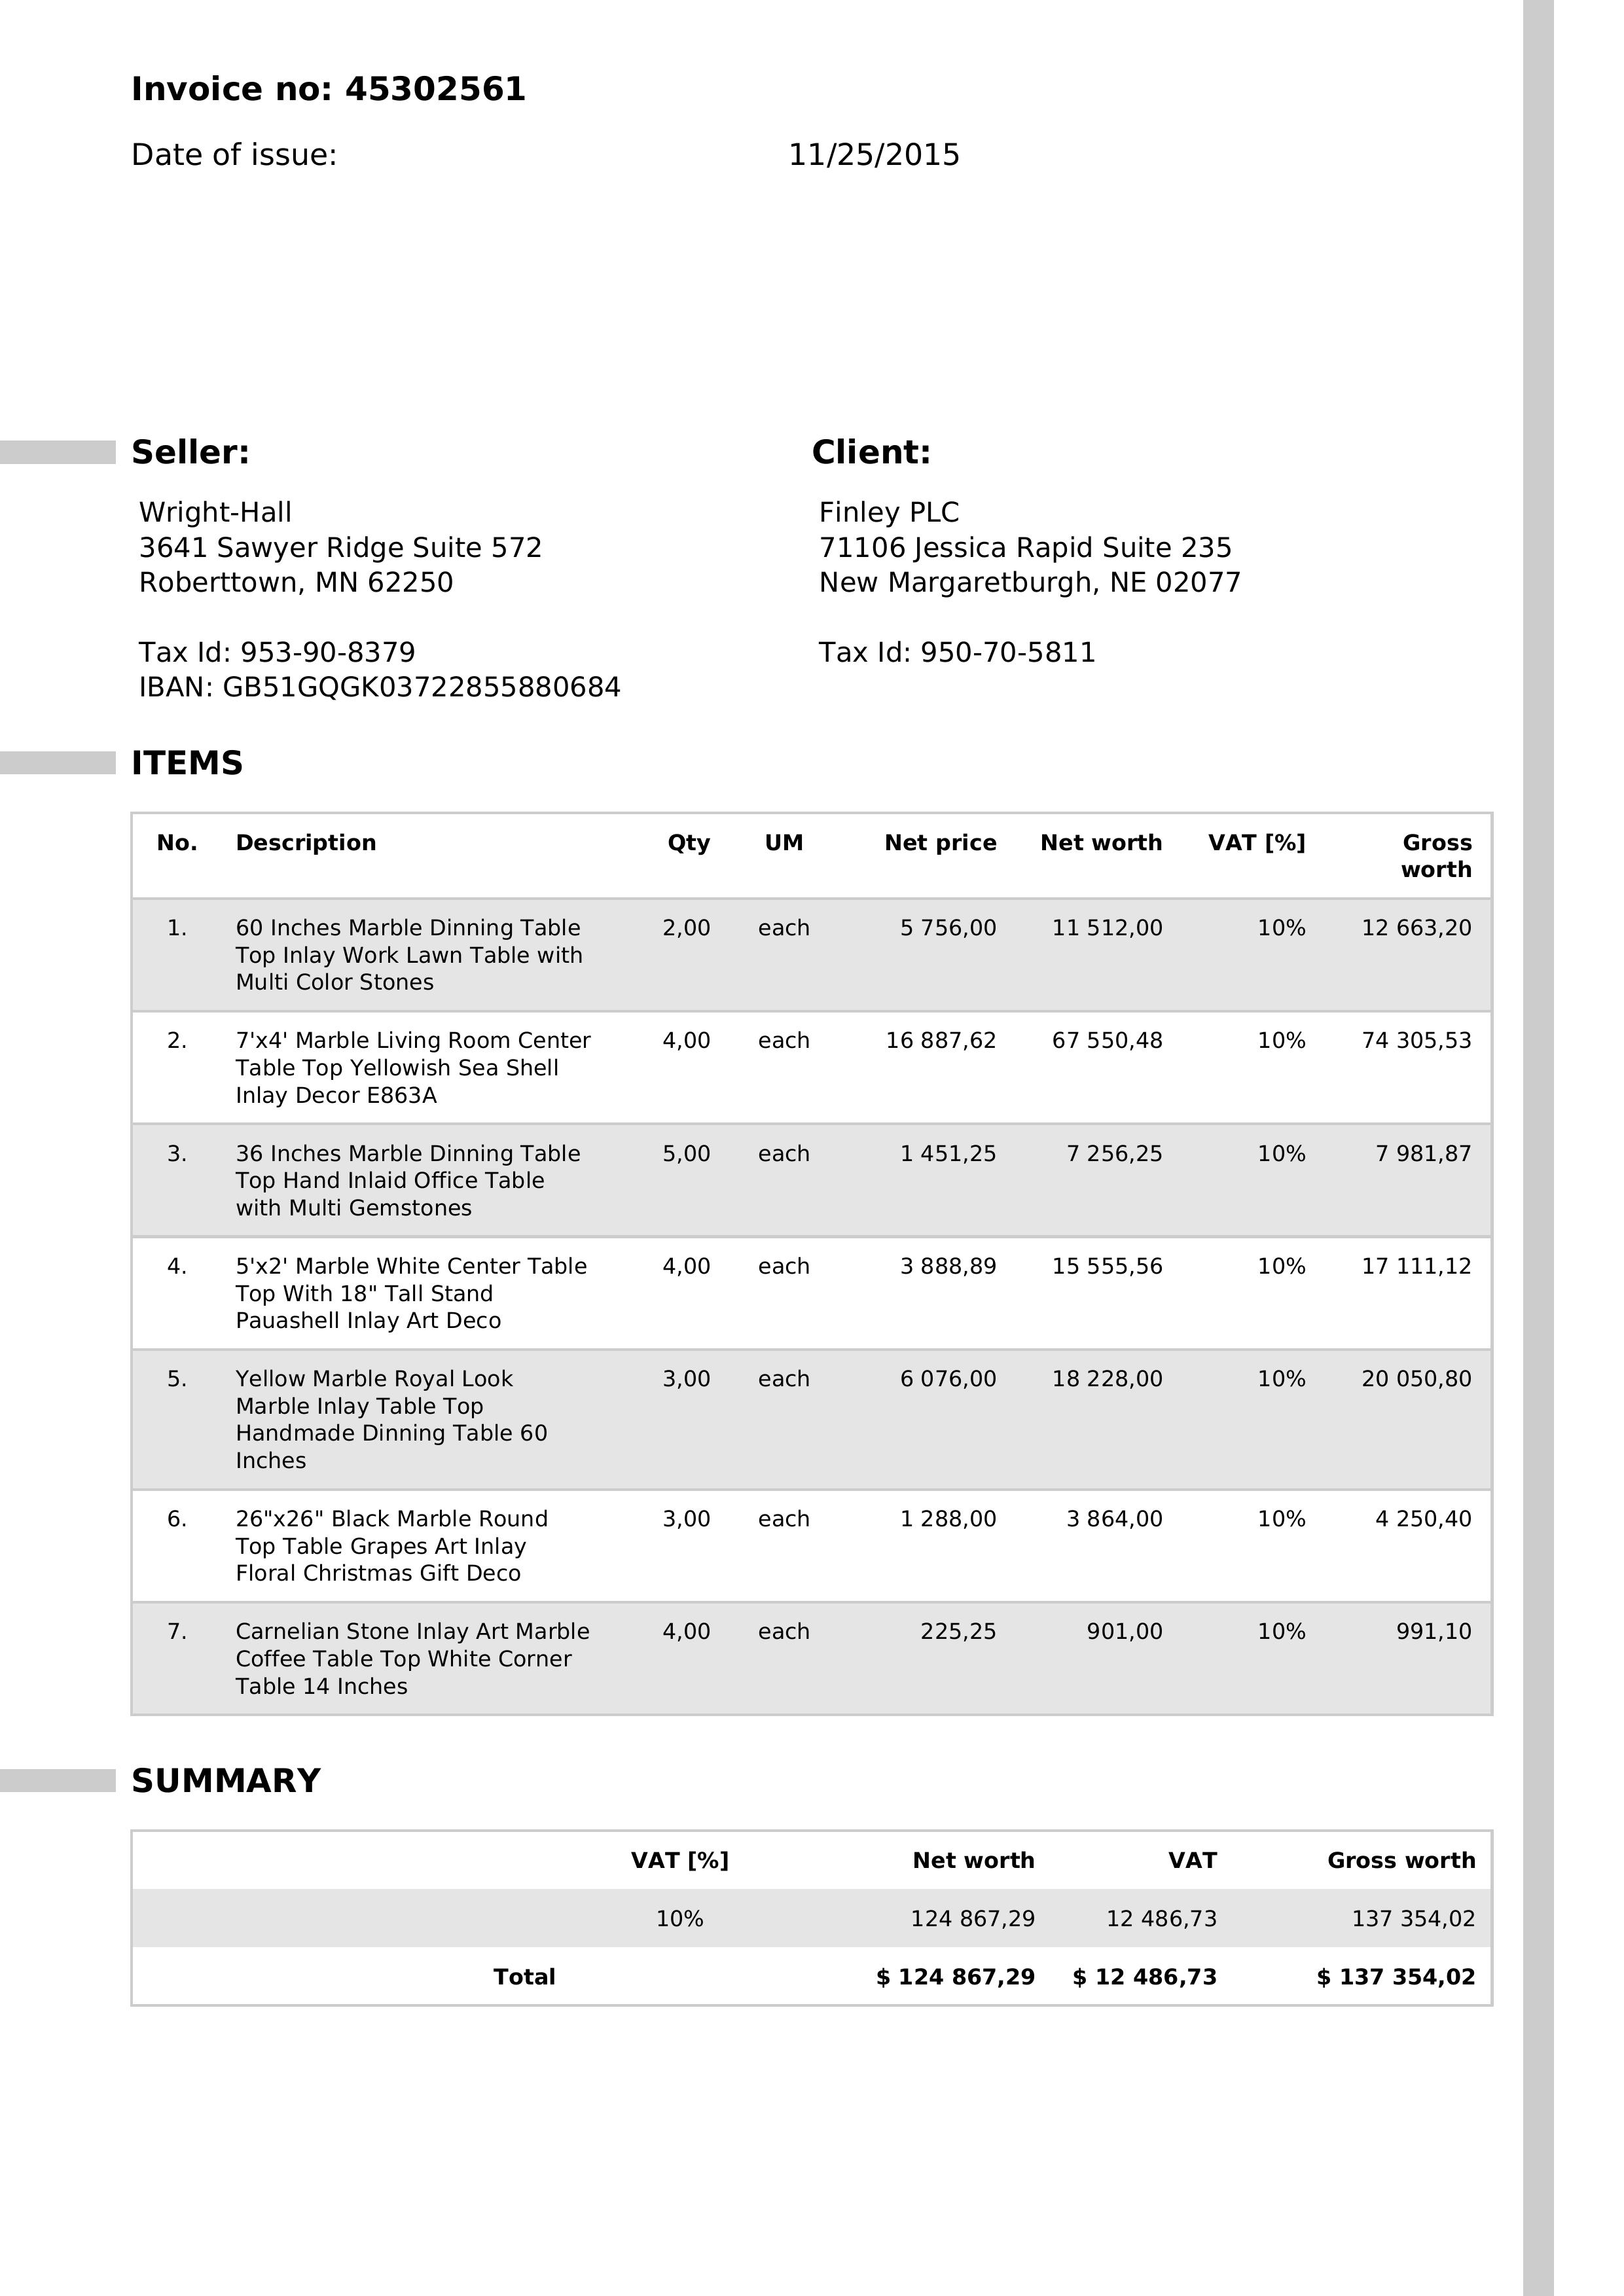 Invoice no: 45302561
Date of issue: 11/25/2015
Seller:
Wright-Hall
3641 Sawyer Ridge Suite 572
Roberttown, MN 62250
Tax Id: 953-90-8379
IBAN: GB51GQGK03722855880684
Client:
Finley PLC
71106 Jessica Rapid Suite 235
New Margaretburgh, NE 02077
Tax Id: 950-70-5811
ITEMS
No. Description Qty UM Net price Net worth VAT [%] Gross
worth
1. 60 Inches Marble Dinning Table 2,00 each 5 756,00 11 512,00 10% 12 663,20
Top Inlay Work Lawn Table with
Multi Color Stones
2. 7'x4' Marble Living Room Center 4,00 each 16 887,62 67 550,48 10% 74 305,53
Table Top Yellowish Sea Shell
Inlay Decor E863A
3. 36 Inches Marble Dinning Table 5,00 each 1 451,25 7 256,25 10% 7 981,87
Top Hand Inlaid Office Table
with Multi Gemstones
4. 5'x2' Marble White Center Table 4,00 each 3 888,89 15 555,56 10% 17 111,12
Top With 18" Tall Stand
Pauashell Inlay Art Deco
5. Yellow Marble Royal Look 3,00 each 6 076,00 18 228,00 10% 20 050,80
Marble Inlay Table Top
Handmade Dinning Table 60
Inches
6. 26"x26" Black Marble Round 3,00 each 1 288,00 3 864,00 10% 4 250,40
Top Table Grapes Art Inlay
Floral Christmas Gift Deco
7. Carnelian Stone Inlay Art Marble 4,00 each 225,25 901,00 10% 991,10
Coffee Table Top White Corner
Table 14 Inches
SUMMARY
VAT [%] Net worth VAT Gross worth
10% 124 867,29 12 486,73 137 354,02
Total $ 124 867,29 $ 12 486,73 $ 137 354,02